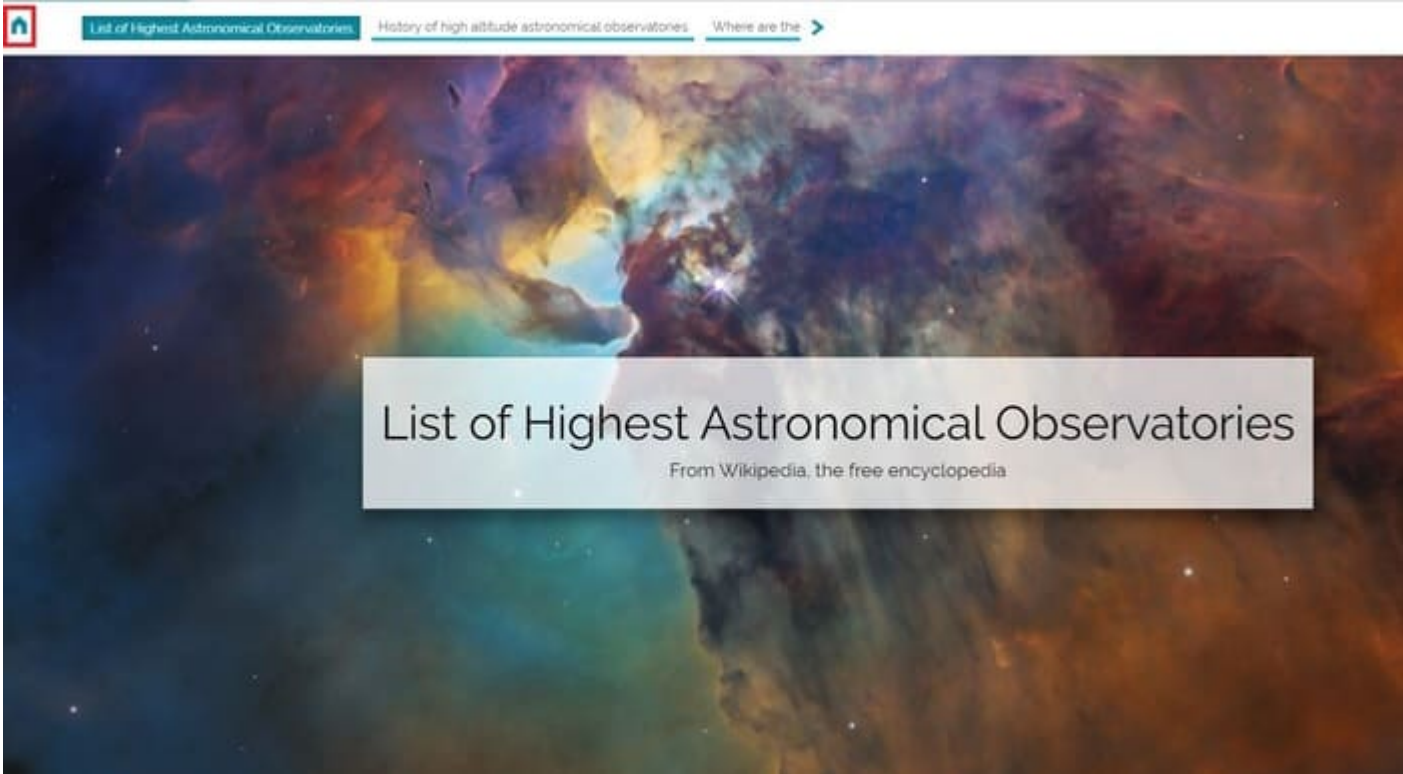 List of Highest Astronomical Observatories
History of high altitude astronomical observatories
Where are the
List of Highest Astronomical Observatories
From Wikipedia, the free encyclopedia